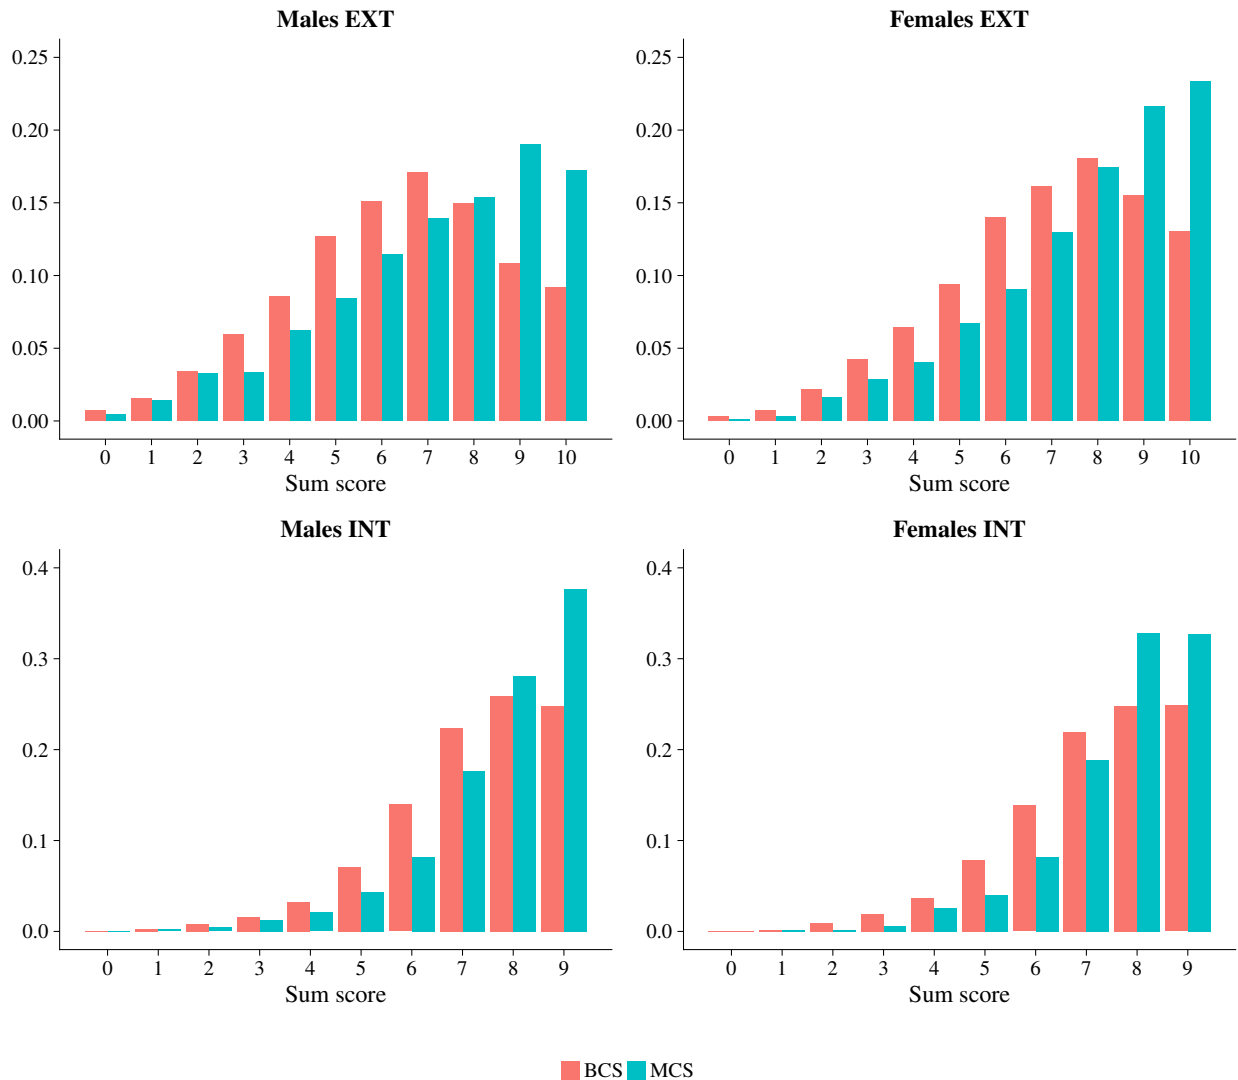 Males EXT
0.25
0.20
0.15
0.10
0.05
0.00
0 1 2 3 4 5 6 7 8 9 10
Sum score
Females EXT
0.25
0.20
0.15
0.10
0.05
0.00
0 1 2 3 4 5 6 7 8 9 10
Sum score
Males INT
0.4
0.3
0.2
0.1
0.0
0 1 2 3 4 5 6 7 8 9
Sum score
Females INT
0.4
0.3
0.2
0.1
0.0
0 1 2 3 4 5 6 7 8 9
Sum score
BCS MCS